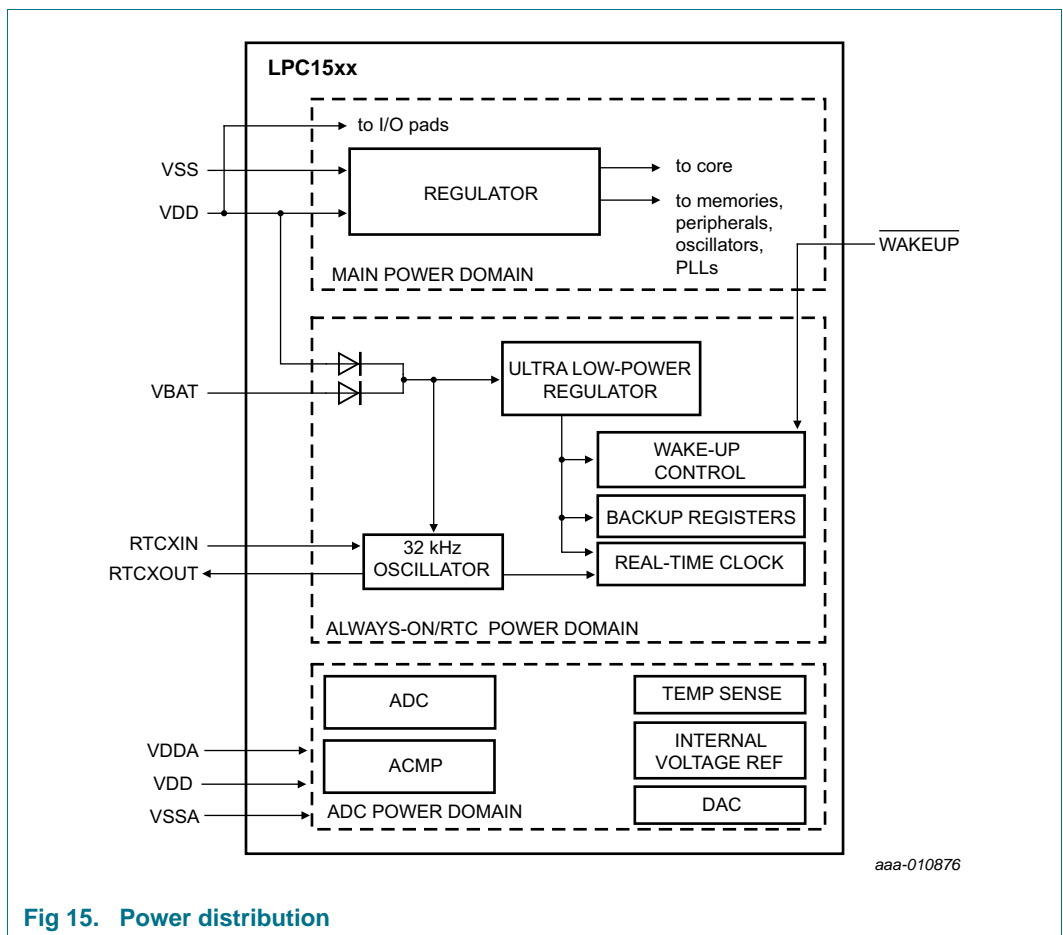 LPC15xx
to I/O pads
VSS
VDD
REGULATOR
to core
to memories,
peripherals,
oscillators,
PLLs
WAKEUP
MAIN POWER DOMAIN
VBAT
ULTRA LOW-POWER
REGULATOR
WAKE-UP
CONTROL
BACKUP REGISTERS
REAL-TIME CLOCK
RTCXIN
RTCXOUT
32 kHz
OSCILLATOR
ALWAYS-ON/RTC POWER DOMAIN
ADC
TEMP SENSE
VDDA
VDD
VSSA
ACMP
INTERNAL
VOLTAGE REF
DAC
ADC POWER DOMAIN
aaa-010876
Fig 15. Power distribution